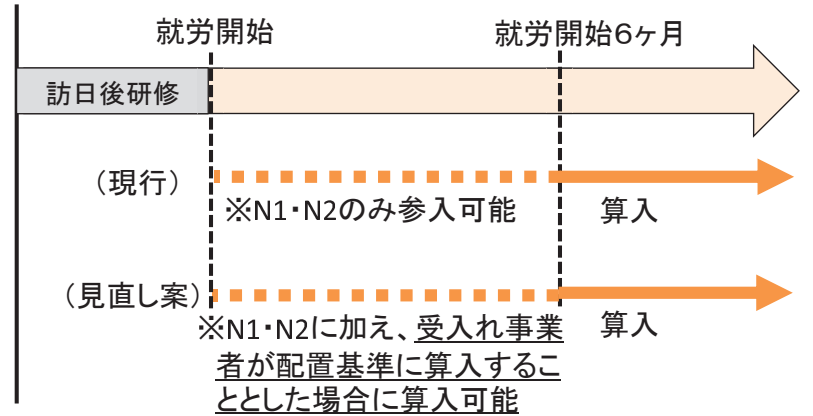 就労開始
就労開始6ヶ月
訪日後研修
（現行）
※N1・N2のみ参入可能
算入
（見直し案）
※N1・N2に加え、受入れ事業
者が配置基準に算入するこ
ととした場合に算入可能
算入